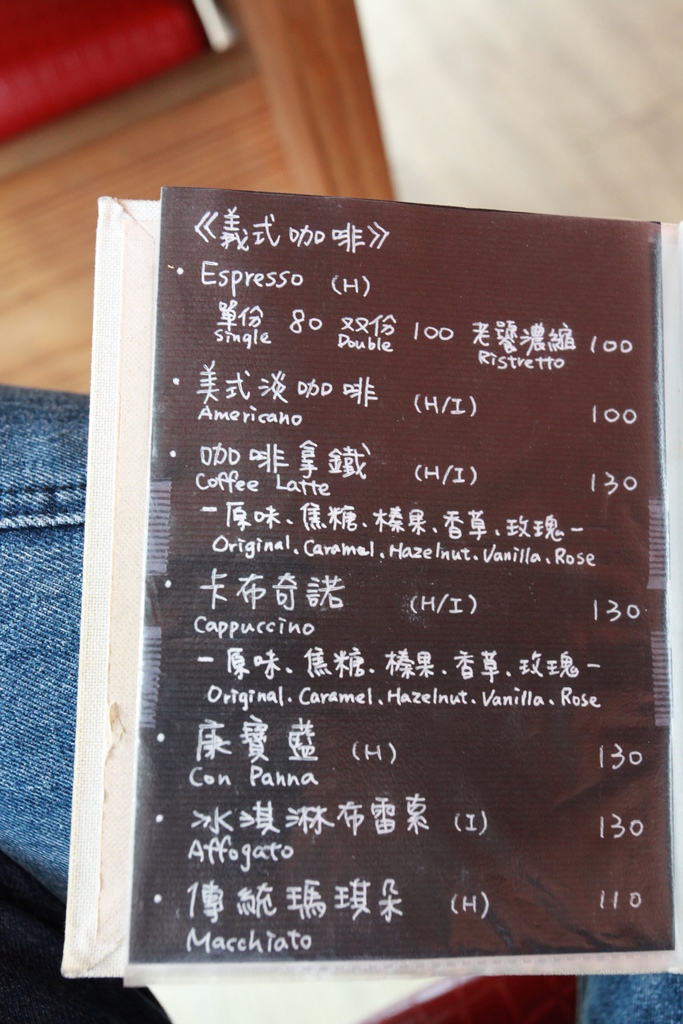 《義式咖啡》
• Espresso (H)
單份 80 双份 100 老饕濃縮 100
single Double Ristretto
• 美式淡咖啡 (H/I) 100
Americano
• 咖啡拿鐵 (H/I) 130
Coffee Latte
－原味、焦糖、榛果、香草、玫瑰－
Original、Caramel、Hazelnut、Vanilla、Rose
• 卡布奇諾 (H/I) 130
Cappuccino
－原味、焦糖、榛果、香草、玫瑰－
Original、Caramel、Hazelnut、Vanilla、Rose
• 康寶藍 (H) 130
Con Panna
• 冰淇淋布雷索 (I) 130
Affogato
• 傳統瑪琪朵 (H) 110
Macchiato